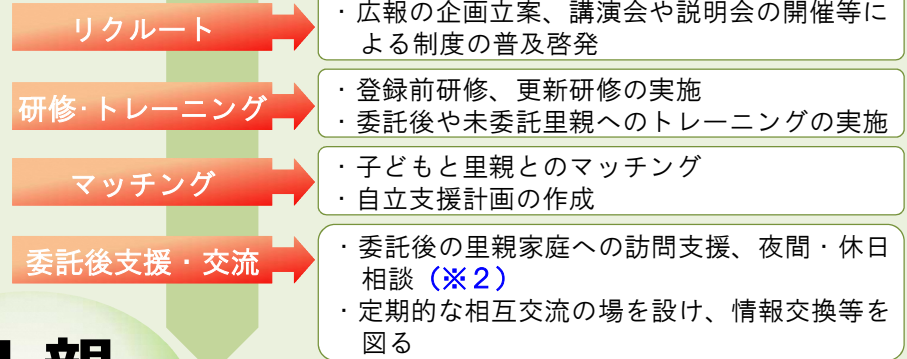 リクルート
・広報の企画立案、講演会や説明会の開催等に
よる制度の普及啓発
研修・トレーニング
・登録前研修、更新研修の実施
・委託後や未委託里親へのトレーニングの実施
マッチング
・子どもと里親とのマッチング
・自立支援計画の作成
委託後支援・交流
・委託後の里親家庭への訪問支援、夜間・休日
相談（※２）
・定期的な相互交流の場を設け、情報交換等を
図る